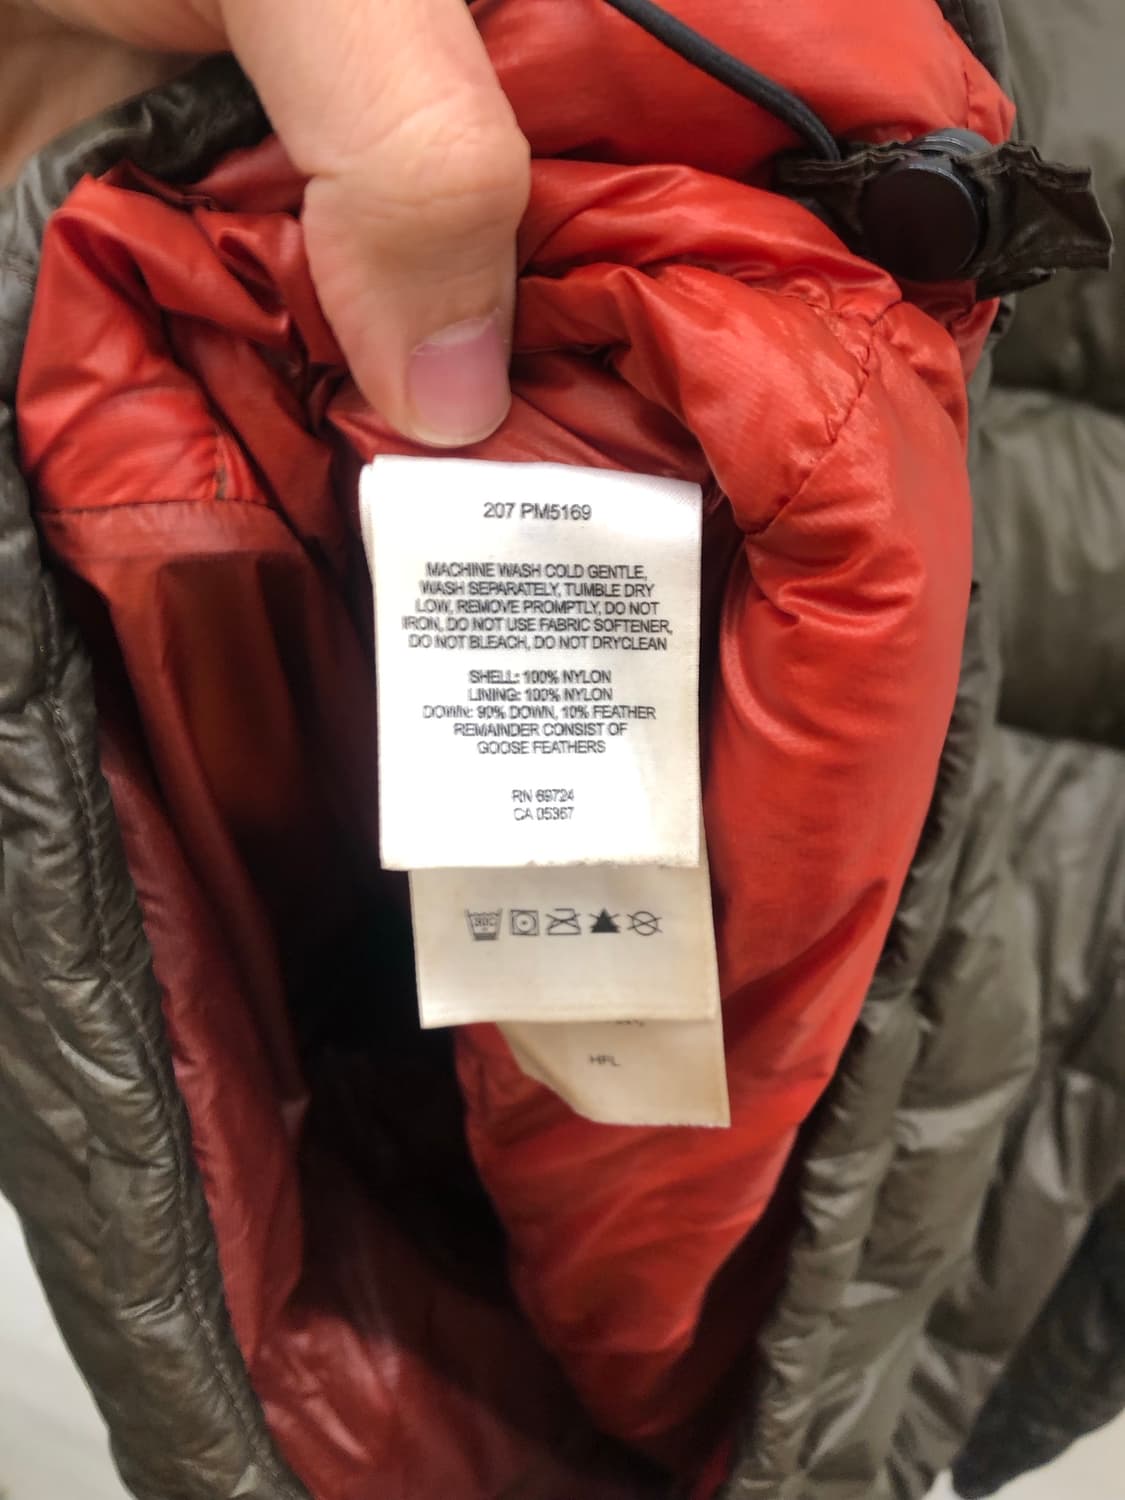 207 PM5169
MACHINE WASH COLD GENTLE,
WASH SEPARATELY, TUMBLE DRY
LOW, REMOVE PROMPTLY, DO NOT
IRON, DO NOT USE FABRIC SOFTENER,
DO NOT BLEACH, DO NOT DRYCLEAN
SHELL: 100% NYLON
LINING: 100% NYLON
DOWN: 90% DOWN, 10% FEATHER
REMAINDER CONSIST OF
GOOSE FEATHERS
RN 69724
CA 05367
30C
HFL